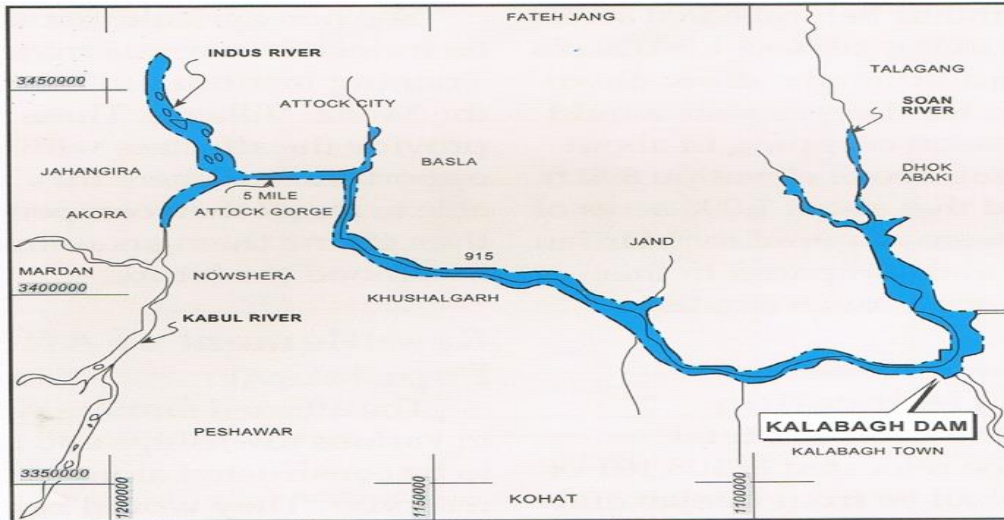 FATEH JANG
INDUS RIVER
TALAGANG
3450000
ATTOCK CITY
SOAN
RIVER
BASLA
JAHANGIRA
DHOK
ABAKI
5 MILE
ATTOCK GORGE
AKORA
JAND
915
MARDAN
NOWSHERA
3400000
KHUSHALGARH
KABUL RIVER
KALABAGH DAM
PESHAWAR
KALABAGH TOWN
3350000
KOHAT
1200000
1150000
1100000